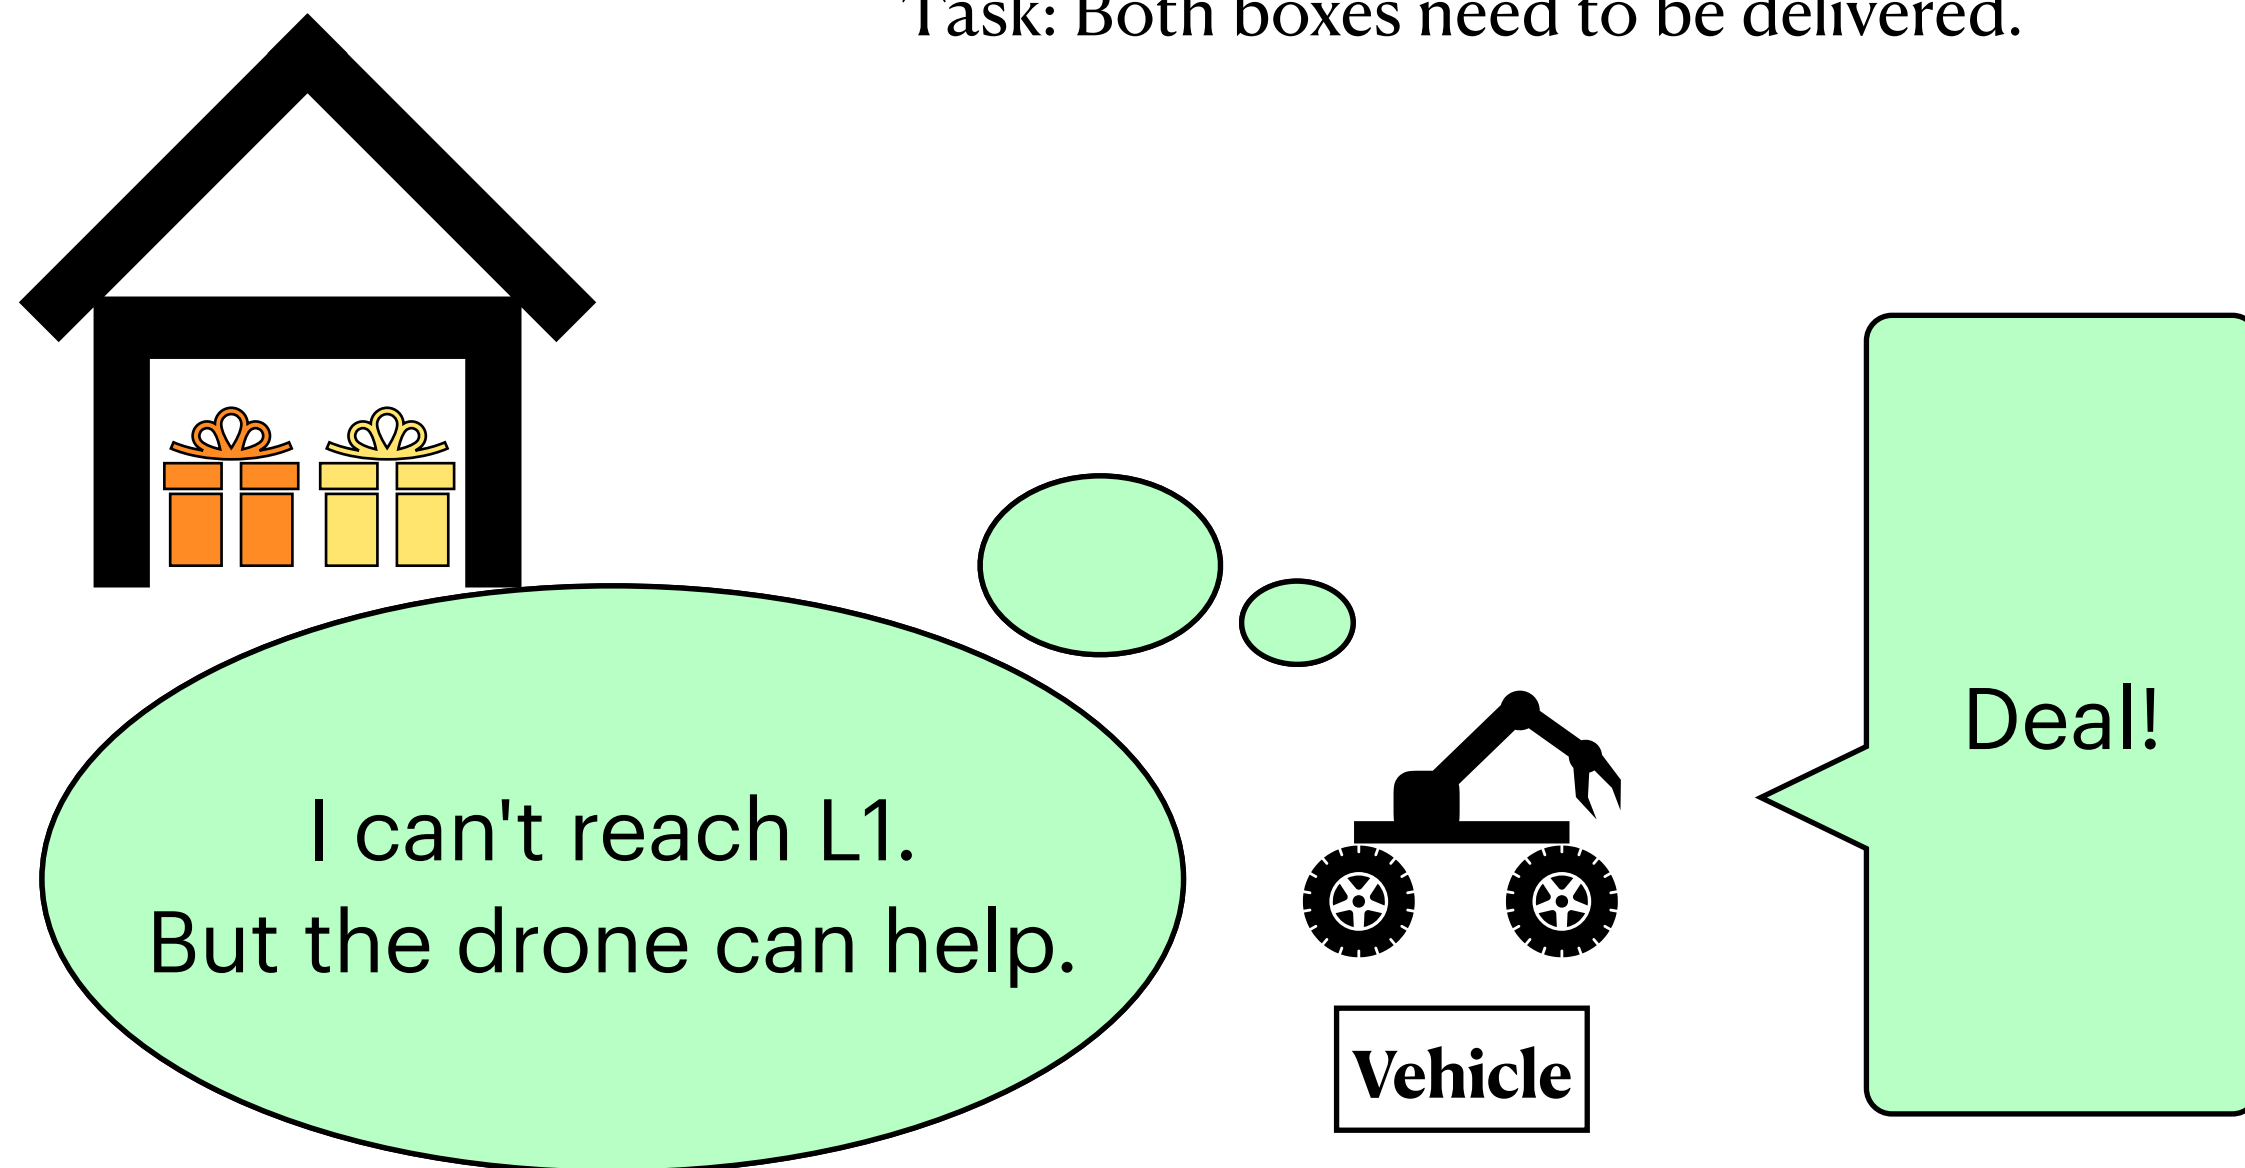 Task: Both boxes need to be delivered.
I can't reach L1.
But the drone can help.
Vehicle
Deal!